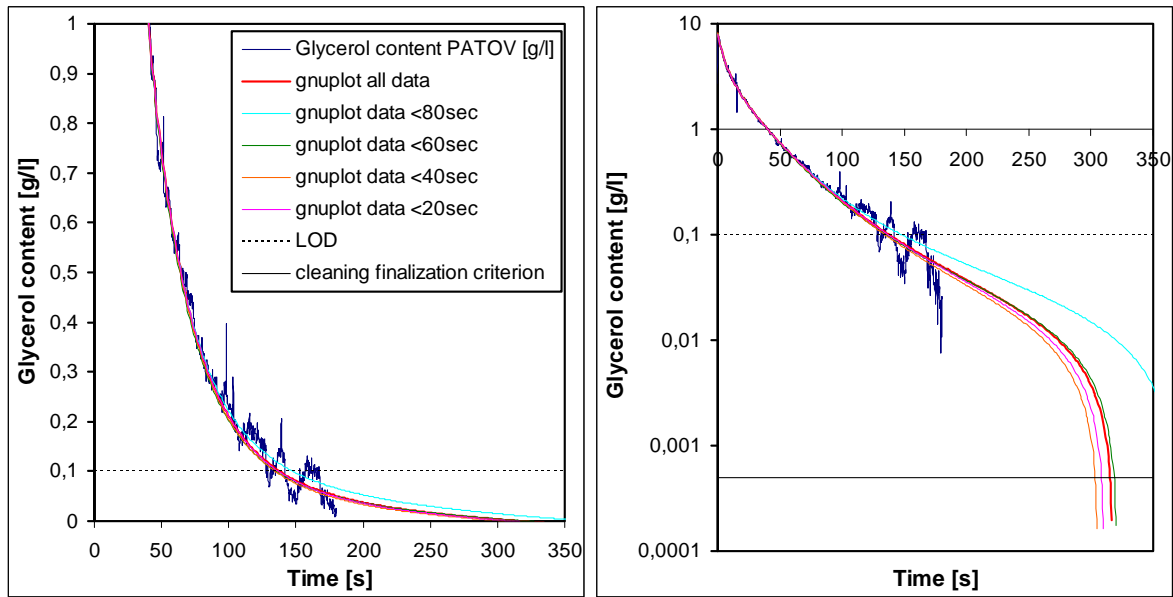 Glycerol content [g/l]
1
0,9
0,8
0,7
0,6
0,5
0,4
0,3
0,2
0,1
0
Glycerol content PATOV [g/l]
gnuplot all data
gnuplot data <80sec
gnuplot data <60sec
gnuplot data <40sec
gnuplot data <20sec
LOD
cleaning finalization criterion
0 50 100 150 200 250 300 350
Time [s]
Glycerol content [g/l]
10
1
0,1
0,01
0,001
0,0001
0 50 100 150 200 250 300 350
Time [s]